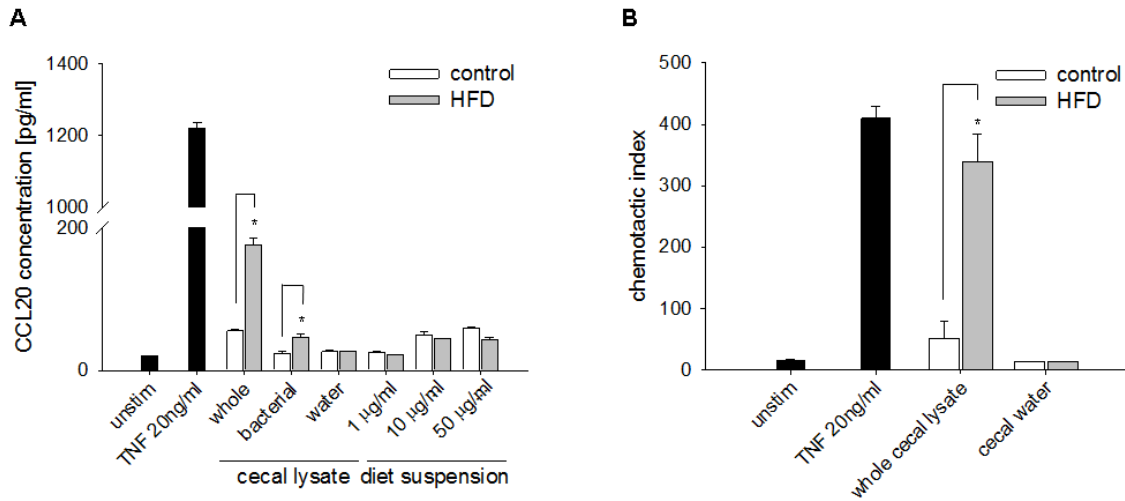 A
CCL20 concentration [pg/ml]
1400
1200
1000
200
0
control
HFD
*
*
unstim
TNF 20ng/ml
whole
bacterial
water
1 µg/ml
10 µg/ml
50 µg/ml
cecal lysate
diet suspension
B
chemotactic index
500
400
300
200
100
0
control
HFD
*
unstim
TNF 20ng/ml
whole cecal lysate
cecal water